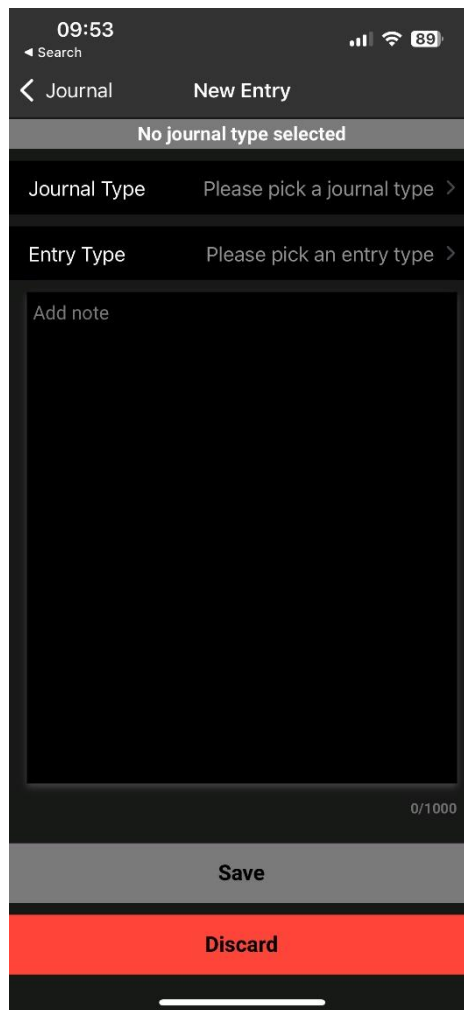 09:53
89
◀ Search
Journal
New Entry
No journal type selected
Journal Type
Please pick a journal type
Entry Type
Please pick an entry type
Add note
0/1000
Save
Discard